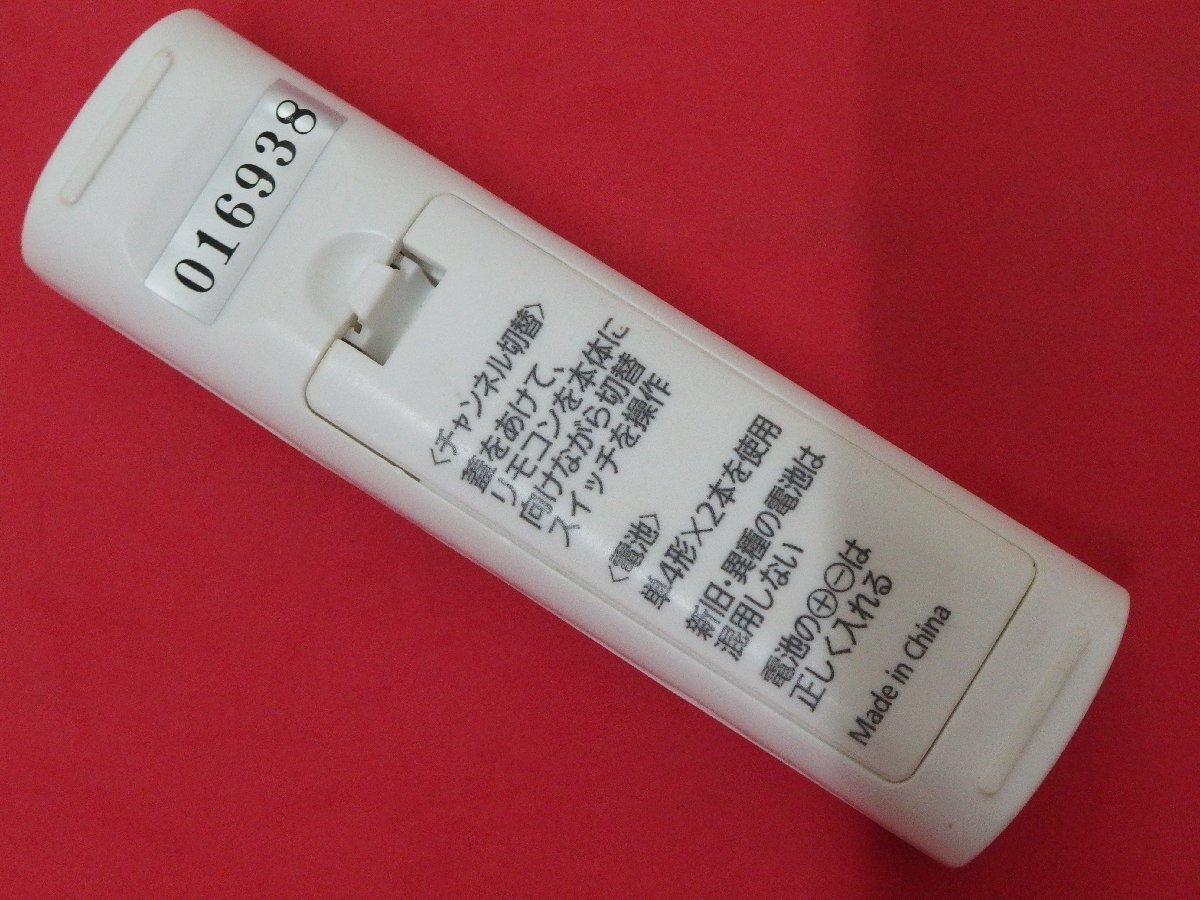 016938
〈チャンネル切替〉
蓋をあけて、
リモコンを本体に
向けながら切替
スイッチを操作
〈電池〉
単4形×2本を使用
新旧・異種の電池は
混用しない
電池の⊕⊖は
正しく入れる
Made in China